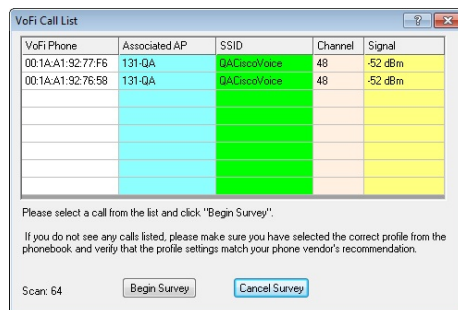 VoFi Call List
VoFi Phone Associated AP SSID Channel Signal
00:1A:A1:92:77:F6 131-QA QACiscoVoice 48 -52 dBm
00:1A:A1:92:76:58 131-QA QACiscoVoice 48 -52 dBm
Please select a call from the list and click "Begin Survey".
If you do not see any calls listed, please make sure you have selected the correct profile from the
phonebook and verify that the profile settings match your phone vendor's recommendation.
Scan: 64 Begin Survey Cancel Survey